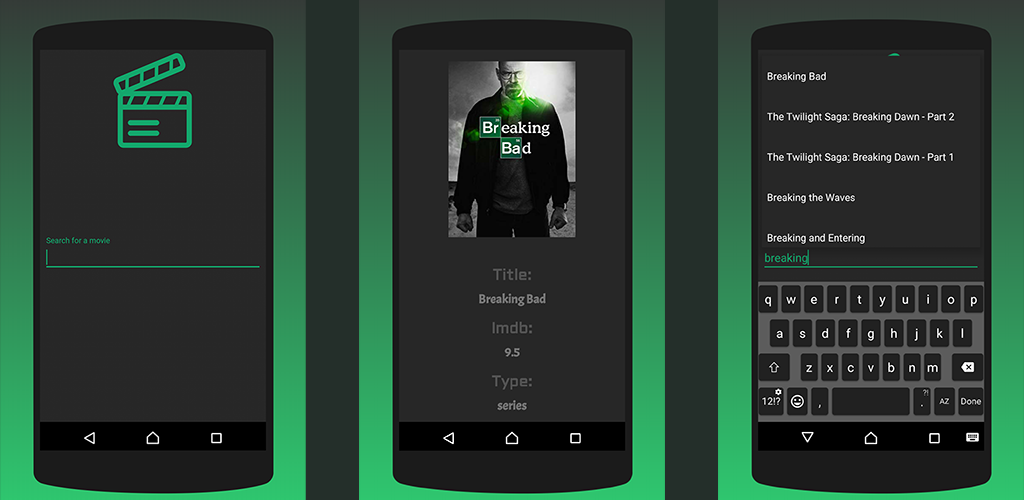 Search for a movie
Breaking
Bad
Title:
Breaking Bad
Imdb:
9.5
Type:
series
Breaking Bad
The Twilight Saga: Breaking Dawn - Part 2
The Twilight Saga: Breaking Dawn - Part 1
Breaking the Waves
Breaking and Entering
breaking
q w e r t y u i o p
a s d f g h j k l
z x c v b n m
12!? , ?! . AZ Done